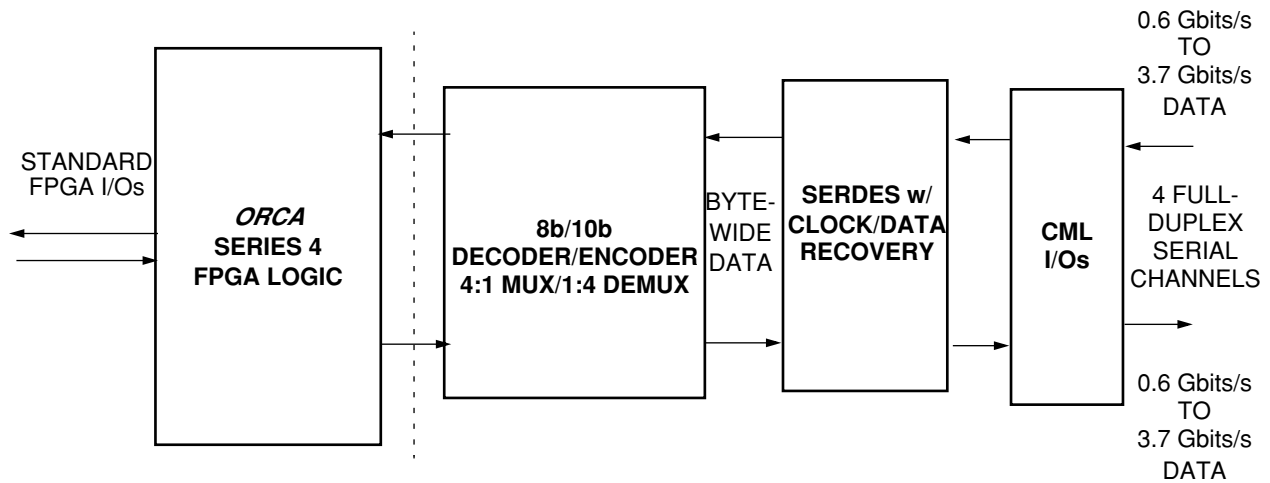 STANDARD
FPGA I/Os
ORCA
SERIES 4
FPGA LOGIC
8b/10b
DECODER/ENCODER
4:1 MUX/1:4 DEMUX
BYTE-
WIDE
DATA
SERDES w/
CLOCK/DATA
RECOVERY
CML
I/Os
0.6 Gbits/s
TO
3.7 Gbits/s
DATA
4 FULL-
DUPLEX
SERIAL
CHANNELS
0.6 Gbits/s
TO
3.7 Gbits/s
DATA